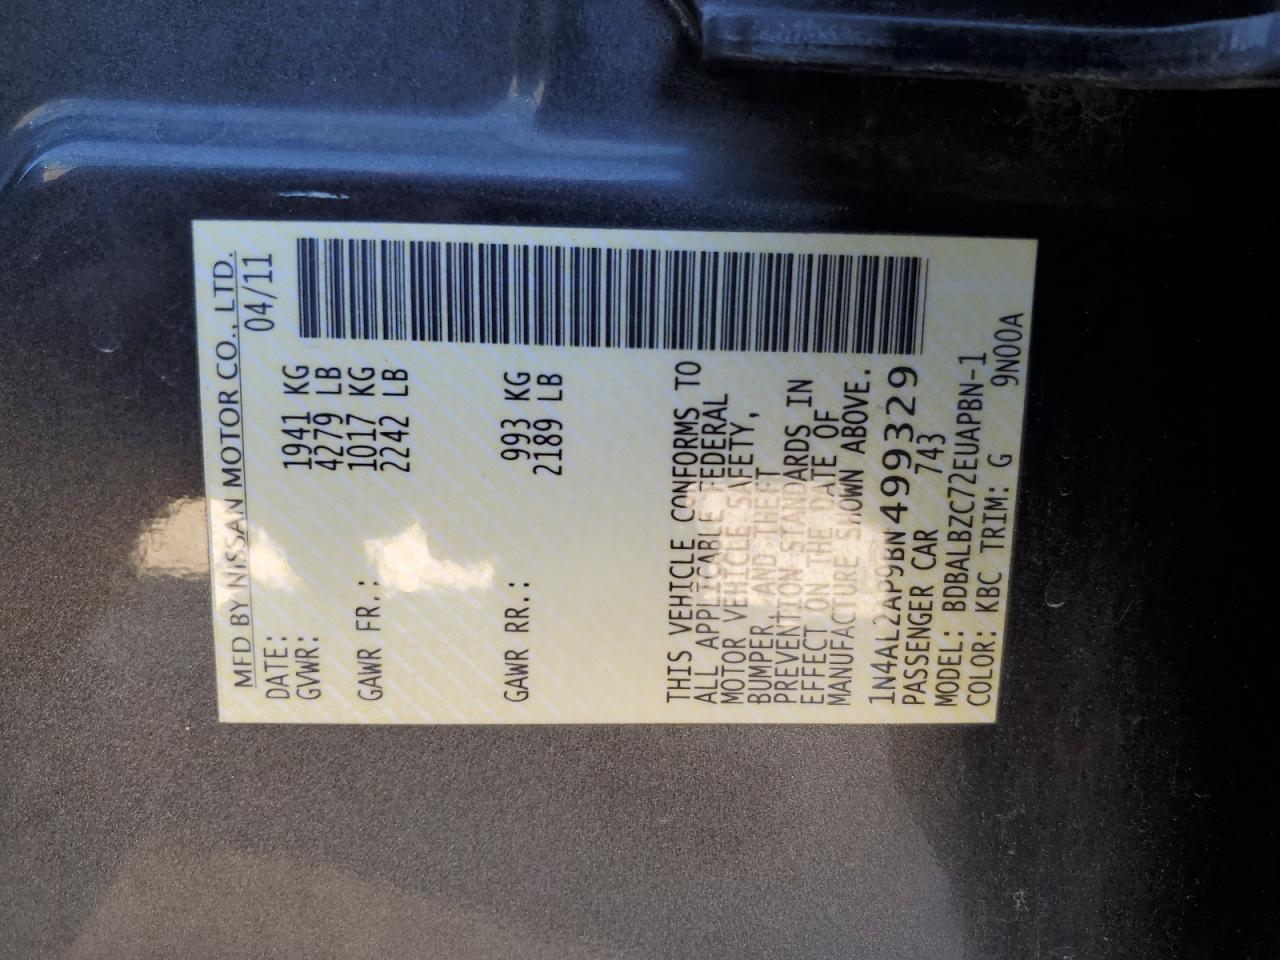 MFD BY NISSAN MOTOR CO., LTD.
DATE: 04/11
GVWR: 1941 KG
4279 LB
GAWR FR.: 1017 KG
2242 LB
GAWR RR.: 993 KG
2189 LB
THIS VEHICLE CONFORMS TO
ALL APPLICABLE FEDERAL
MOTOR VEHICLE SAFETY,
BUMPER, AND THEFT
PREVENTION STANDARDS IN
EFFECT ON THE DATE OF
MANUFACTURE SHOWN ABOVE.
1N4AL2AP9BN499329
PASSENGER CAR 743
MODEL: BDBALBZC72EUAPBN-1
COLOR: KBC TRIM: G 9N00A